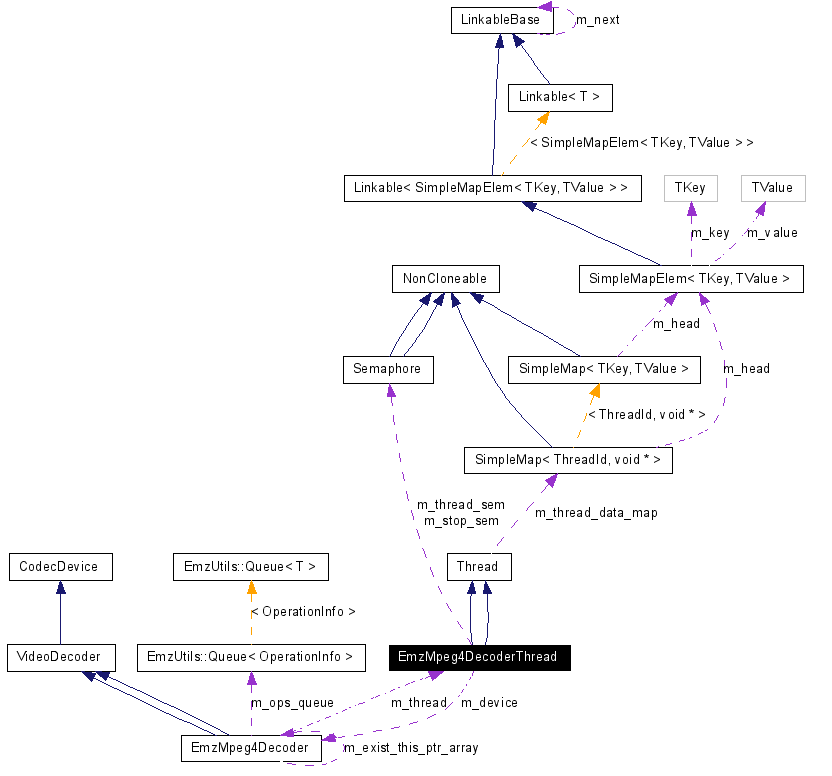 LinkableBase
m_next
Linkable< T >
< SimpleMapElem< TKey, TValue > >
Linkable< SimpleMapElem< TKey, TValue > >
TKey
TValue
m_key
m_value
NonCloneable
SimpleMapElem< TKey, TValue >
m_head
Semaphore
SimpleMap< TKey, TValue >
m_head
< ThreadId, void * >
SimpleMap< ThreadId, void * >
m_thread_sem
m_stop_sem
m_thread_data_map
CodecDevice
EmzUtils::Queue< T >
Thread
< OperationInfo >
VideoDecoder
EmzUtils::Queue< OperationInfo >
EmzMpeg4DecoderThread
m_ops_queue
m_thread
m_device
EmzMpeg4Decoder
m_exist_this_ptr_array